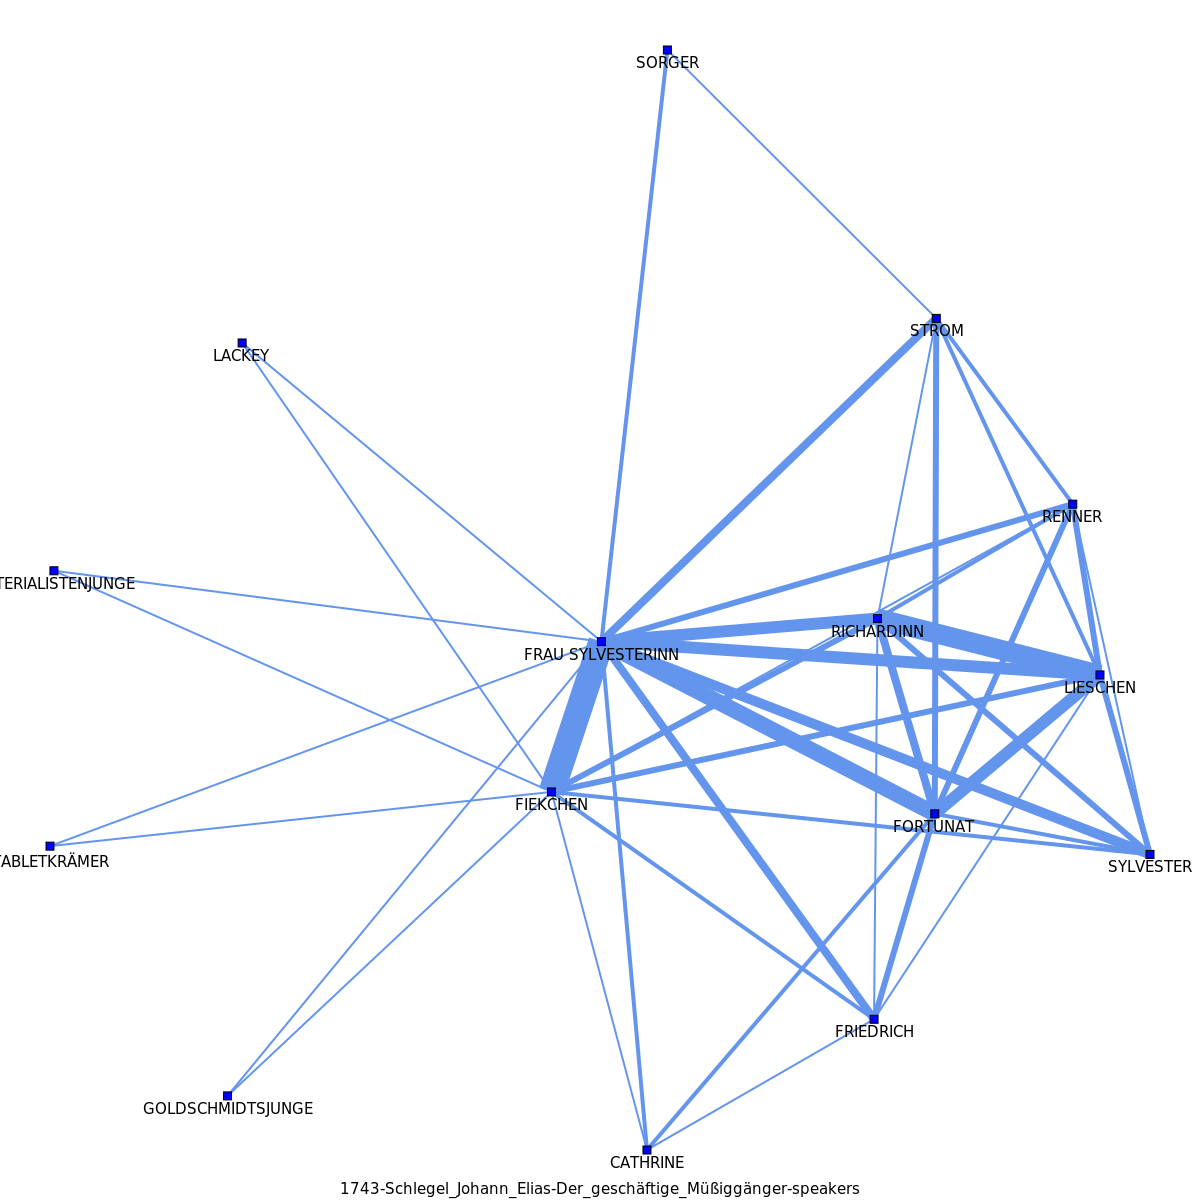 SORGER
STROM
LACKEY
RENNER
TERIALISTENJUNGE
RICHARDINN
FRAU SYLVESTERINN
LIESCHEN
FIEKCHEN
FORTUNAT
TABLETKRÄMER
SYLVESTER
FRIEDRICH
GOLDSCHMIDTSJUNGE
CATHRINE
1743-Schlegel_Johann_Elias-Der_geschäftige_Müßiggänger-speakers